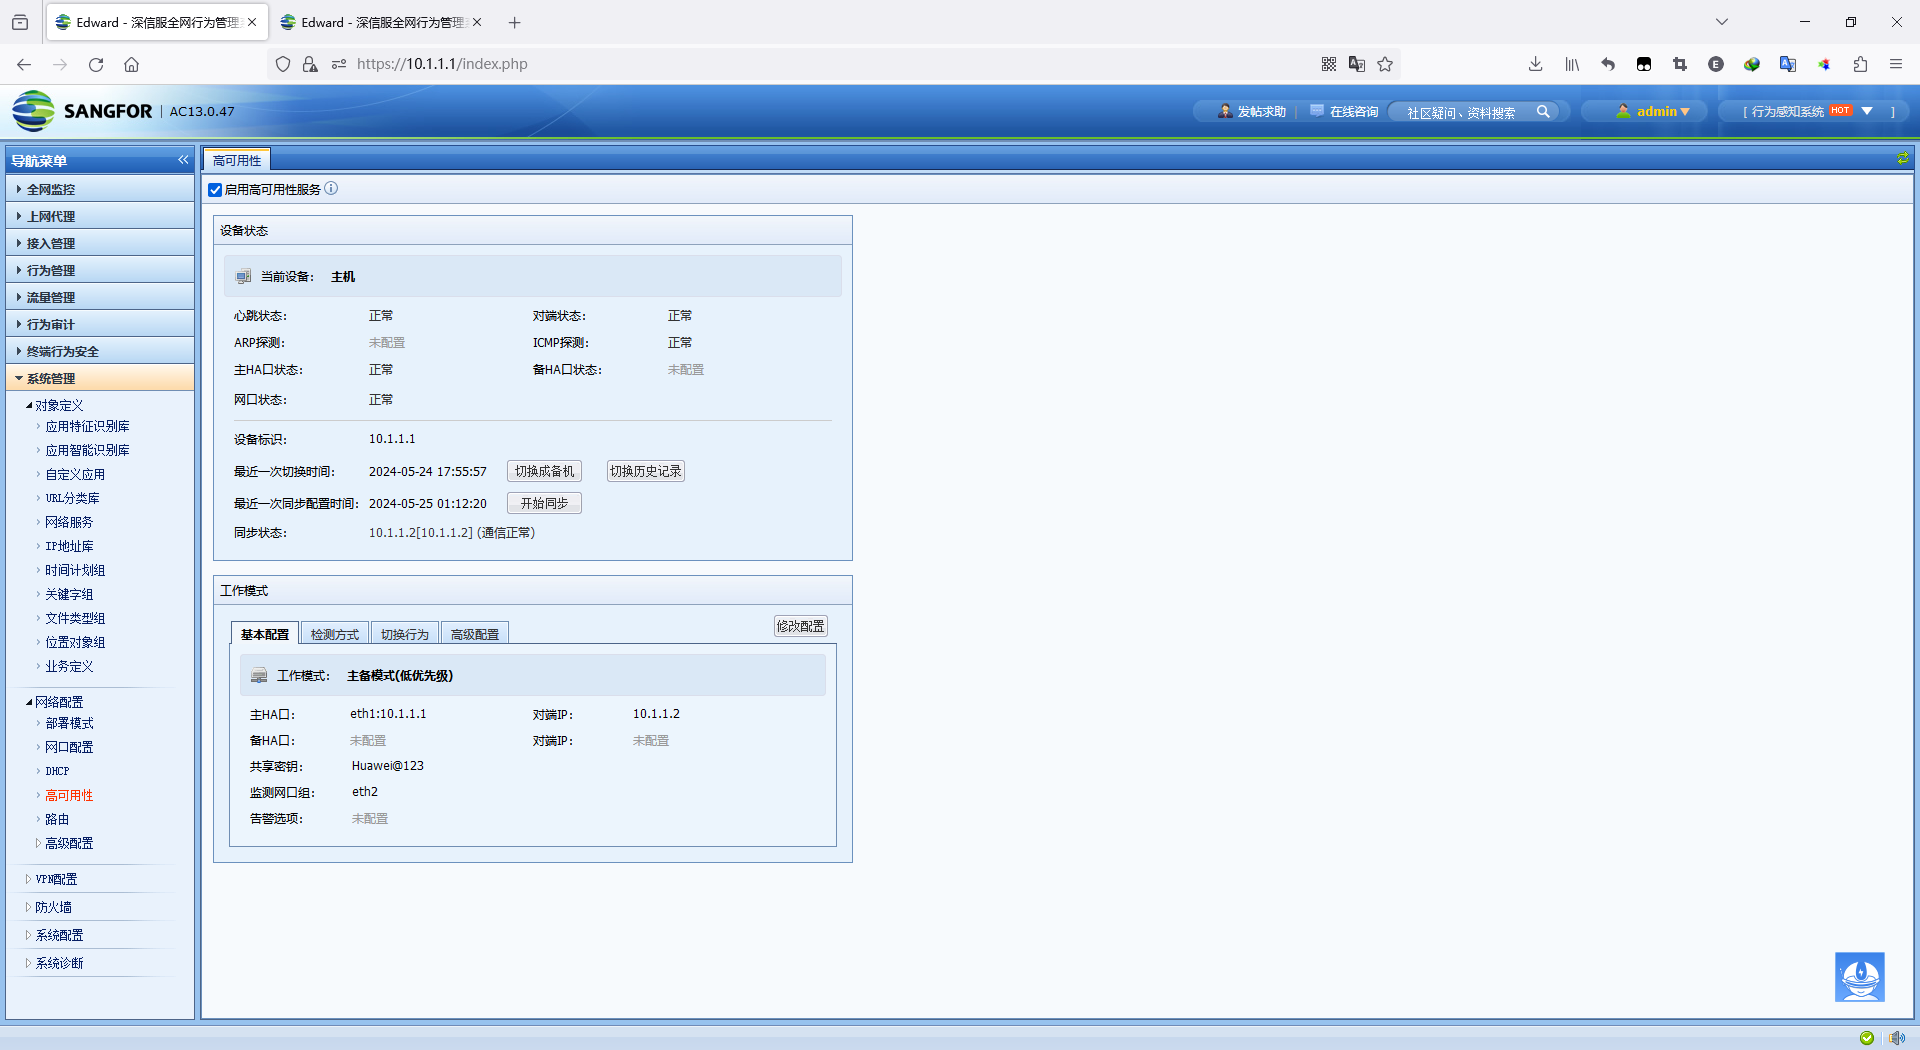 Edward - 深信服全网行为管理
Edward - 深信服全网行为管理
https://10.1.1.1/index.php
SANGFOR | AC13.0.47
发帖求助
在线咨询
社区疑问、资料搜索
admin
[ 行为感知系统 HOT ]
导航菜单
高可用性
全网监控
上网代理
接入管理
行为管理
流量管理
行为审计
终端行为安全
系统管理
对象定义
应用特征识别库
应用智能识别库
自定义应用
URL分类库
网络服务
IP地址库
时间计划组
关键字组
文件类型组
位置对象组
业务定义
网络配置
部署模式
网口配置
DHCP
高可用性
路由
高级配置
VPN配置
防火墙
系统配置
系统诊断
启用高可用性服务
设备状态
当前设备: 主机
心跳状态: 正常 对端状态: 正常
ARP探测: 未配置 ICMP探测: 正常
主HA口状态: 正常 备HA口状态: 未配置
网口状态: 正常
设备标识: 10.1.1.1
最近一次切换时间: 2024-05-24 17:55:57 切换成备机 切换历史记录
最近一次同步配置时间: 2024-05-25 01:12:20 开始同步
同步状态: 10.1.1.2[10.1.1.2] (通信正常)
工作模式
基本配置 检测方式 切换行为 高级配置 修改配置
工作模式: 主备模式(低优先级)
主HA口: eth1:10.1.1.1 对端IP: 10.1.1.2
备HA口: 未配置 对端IP: 未配置
共享密钥: Huawei@123
监测网口组: eth2
告警选项: 未配置